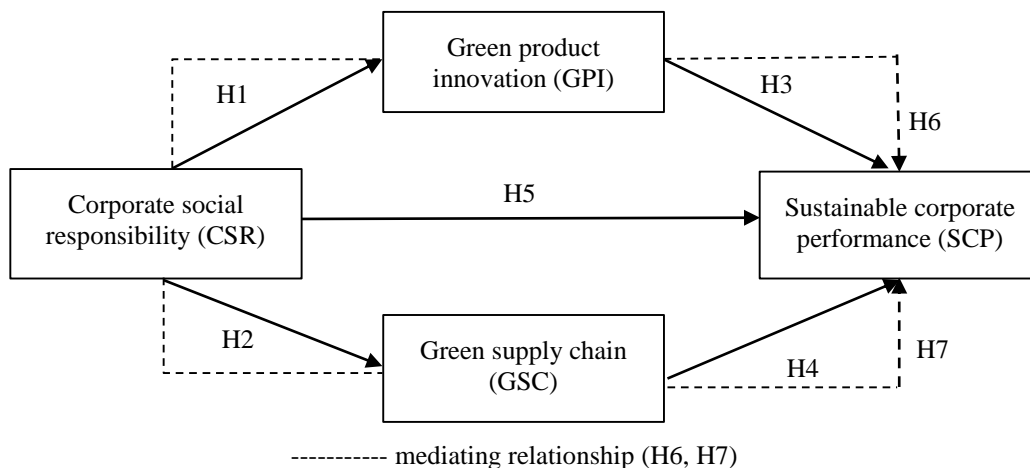 Green product
innovation (GPI)
H1
H3
H6
Corporate social
responsibility (CSR)
H5
Sustainable corporate
performance (SCP)
H2
Green supply chain
(GSC)
H4
H7
mediating relationship (H6, H7)